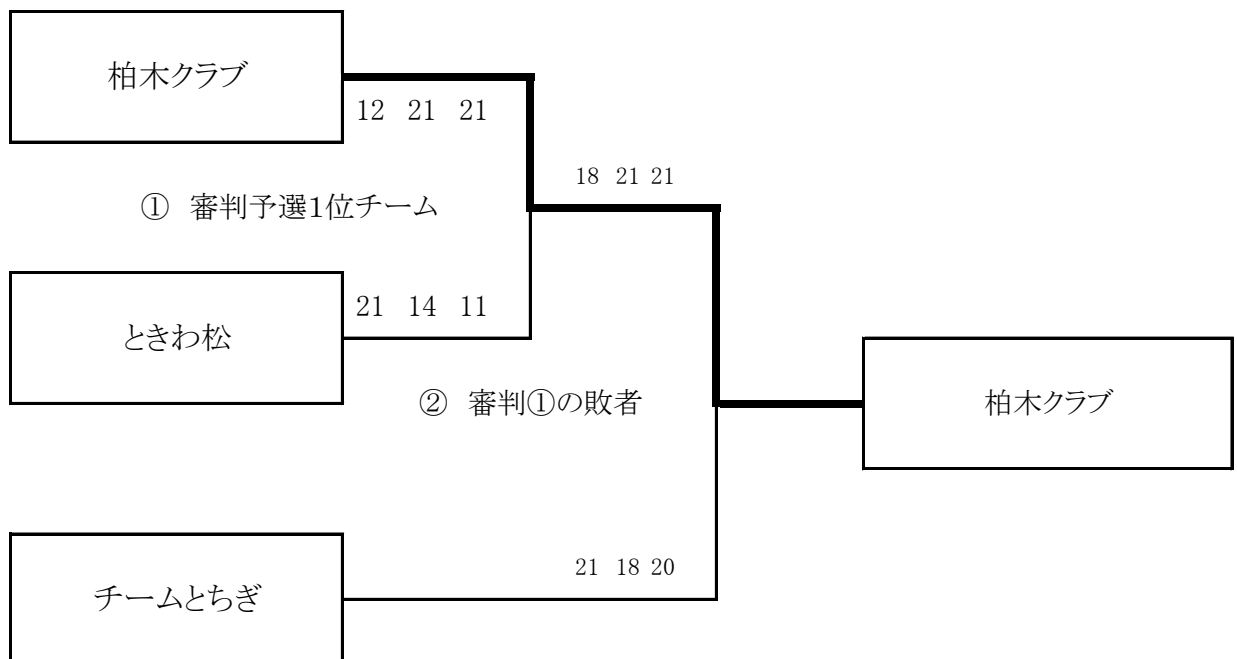 柏木クラブ
12 21 21
18 21 21
① 審判予選1位チーム
21 14 11
ときわ松
② 審判①の敗者
柏木クラブ
21 18 20
チームとちぎ